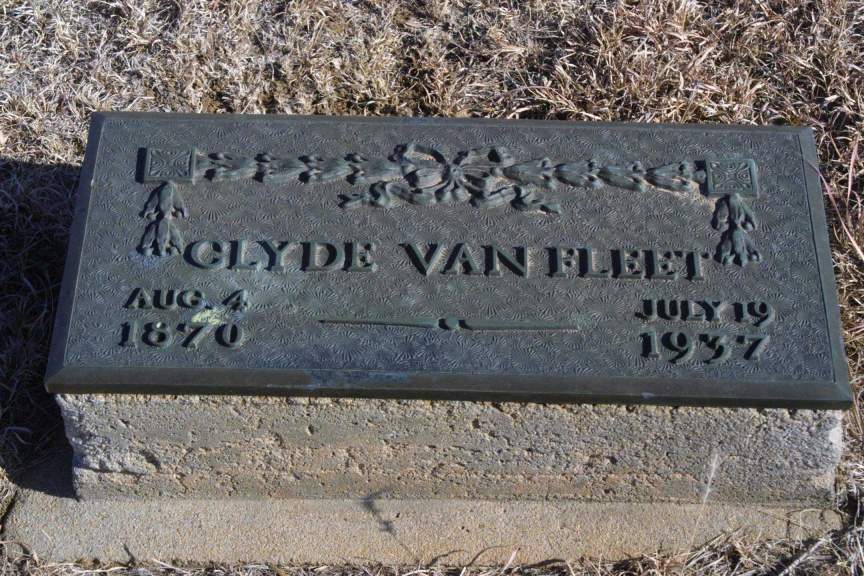 CLYDE VAN FLEET
AUG. 4 JULY 19
1870 1937